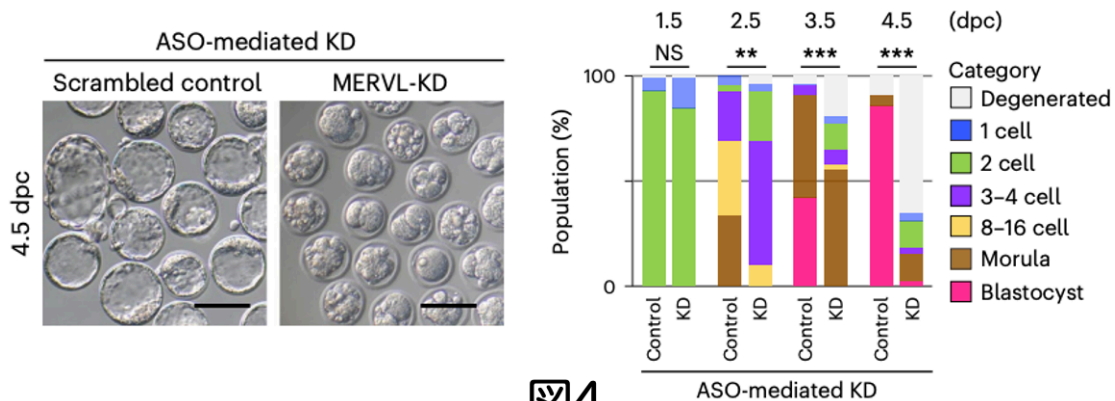 ASO-mediated KD
Scrambled control
MERVL-KD
4.5 dpc
1.5 2.5 3.5 4.5 (dpc)
NS ** *** ***
Population (%)
100
0
Control KD Control KD Control KD Control KD
ASO-mediated KD
Category
Degenerated
1 cell
2 cell
3–4 cell
8–16 cell
Morula
Blastocyst
図4